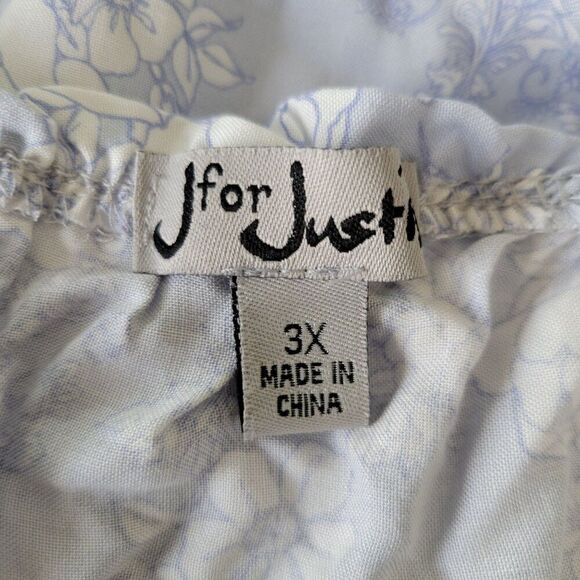 J for Justi
3X
MADE IN
CHINA